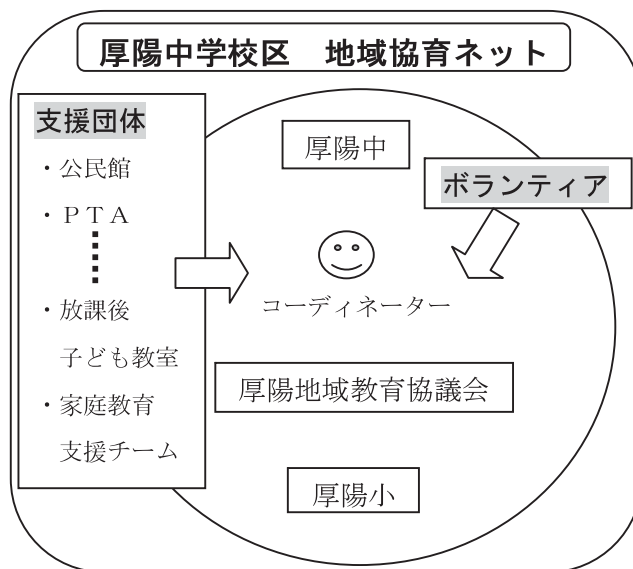 厚陽中学校区　地域協育ネット
支援団体
・公民館
・ＰＴＡ
・放課後
子ども教室
・家庭教育
支援チーム
厚陽中
ボランティア
コーディネーター
厚陽地域教育協議会
厚陽小